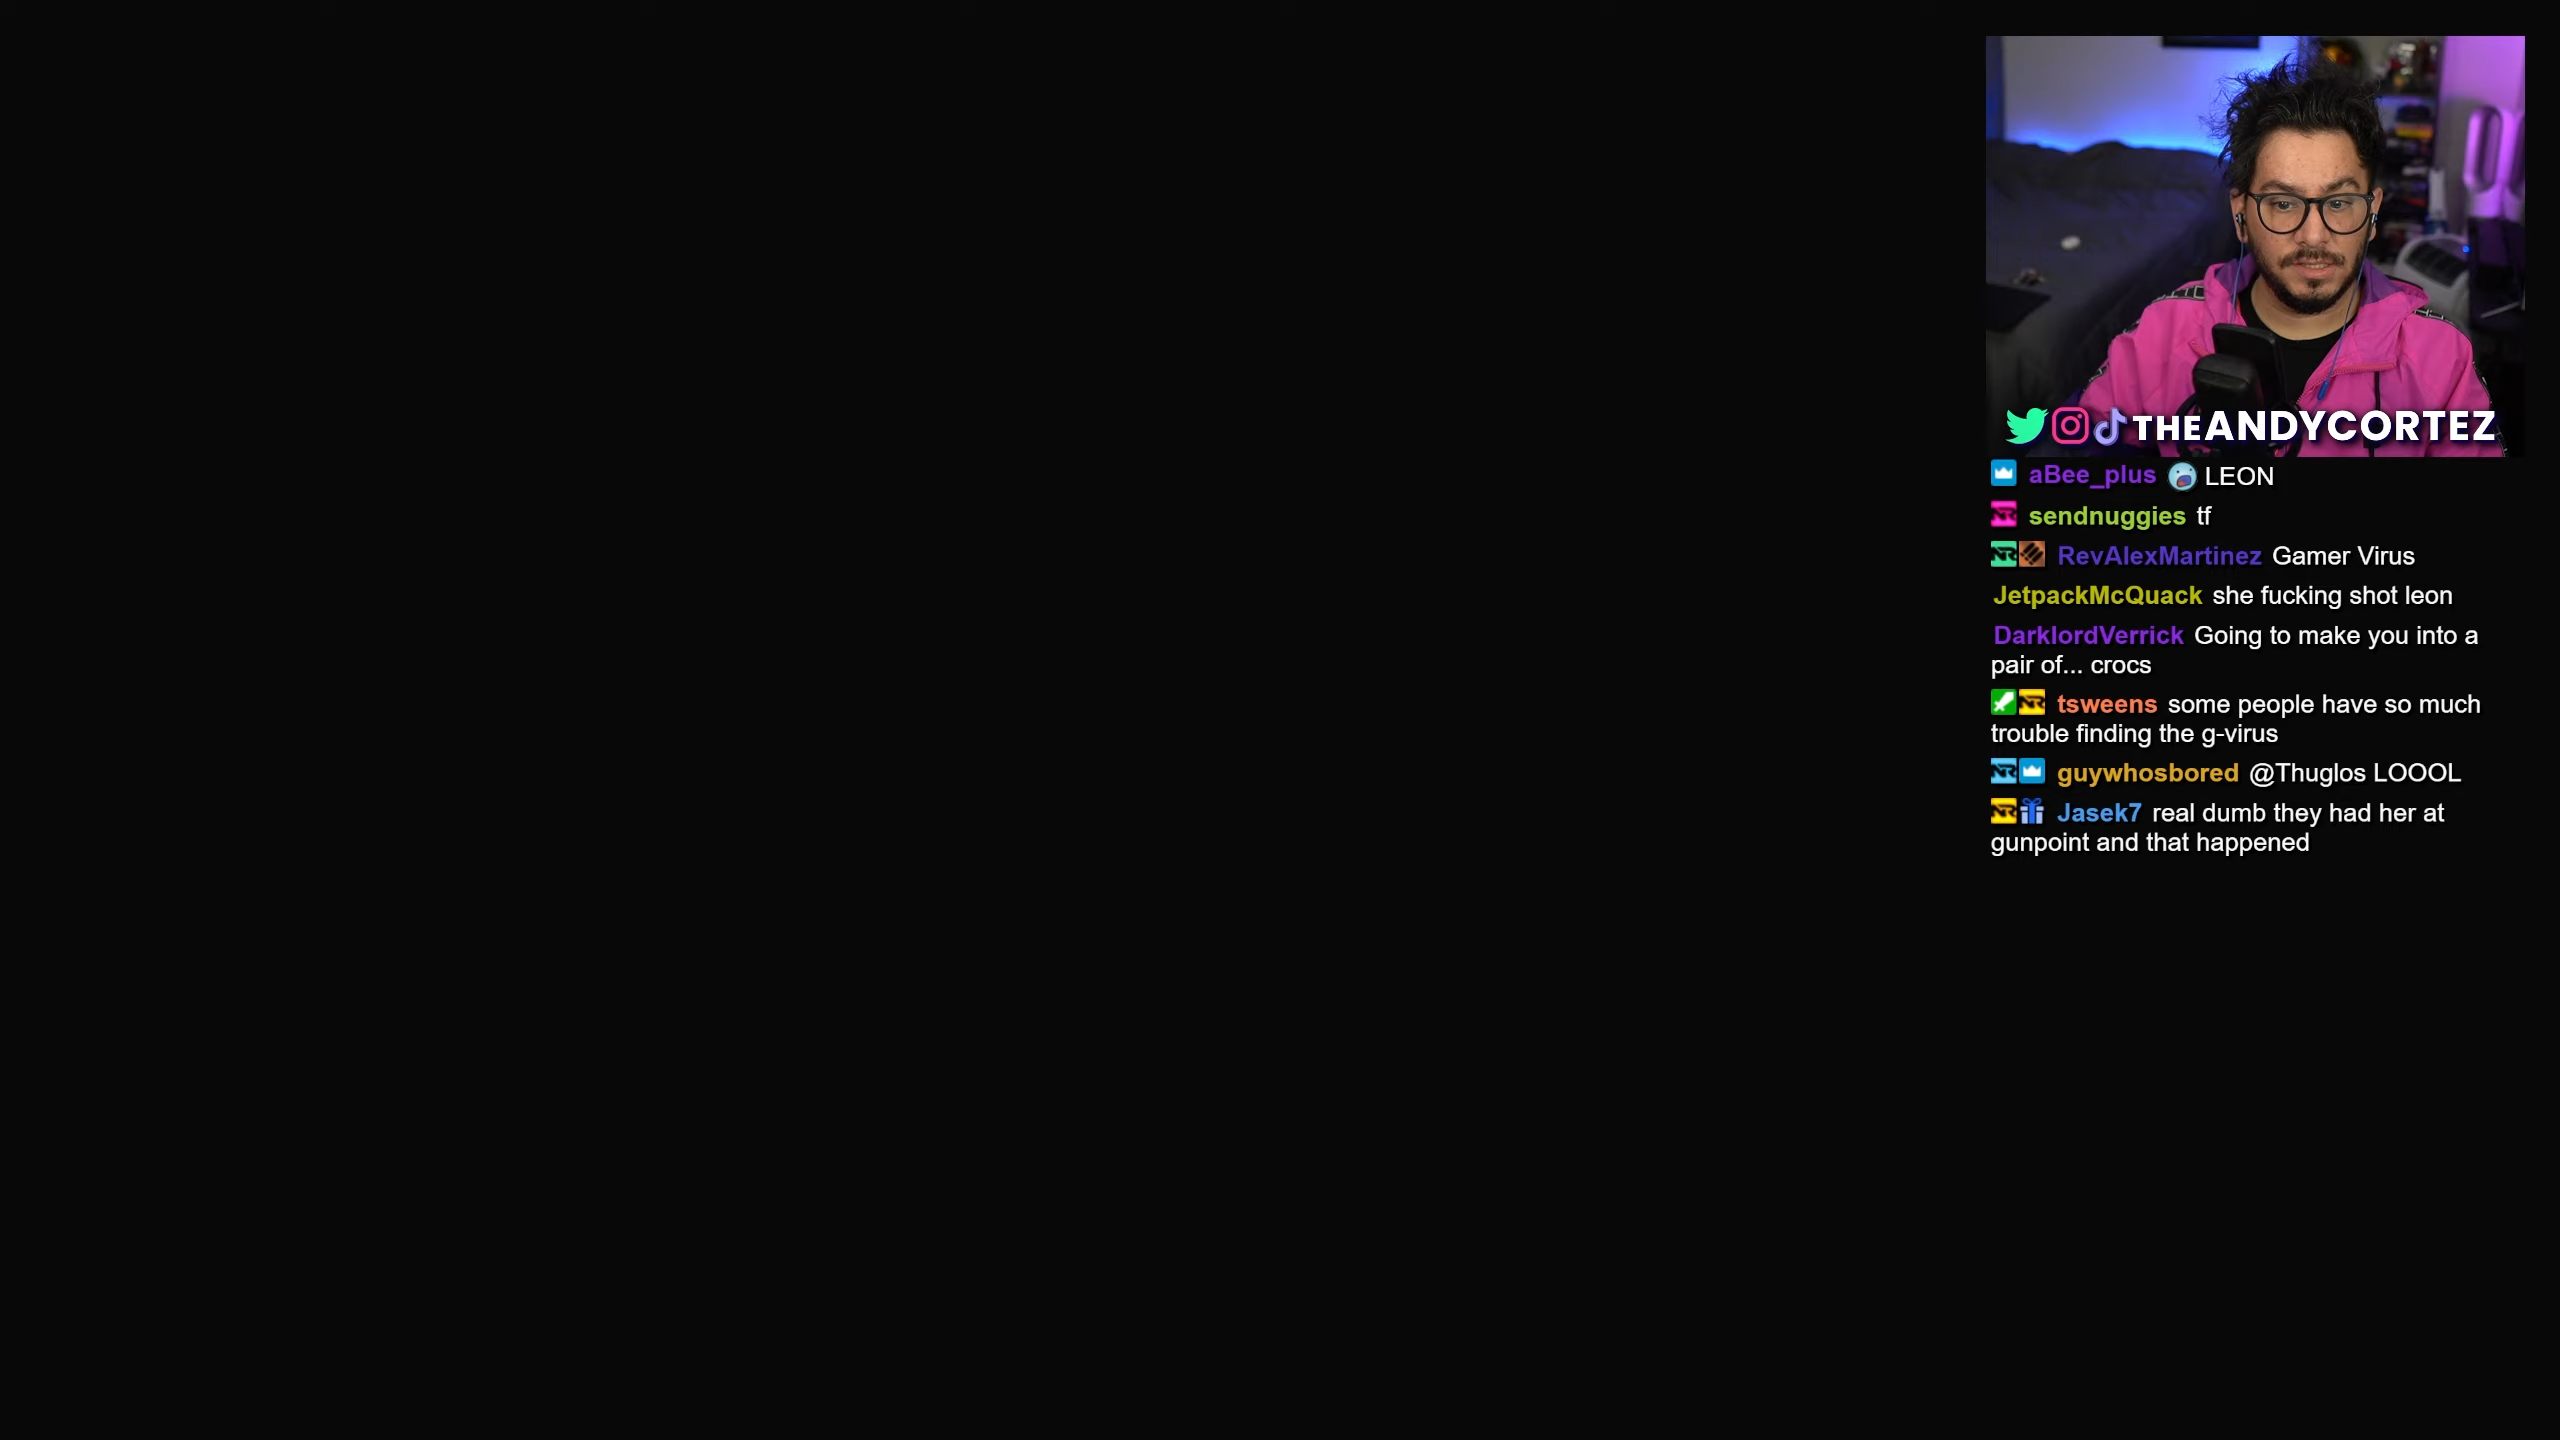 THEANDYCORTEZ
aBee_plus LEON
sendnuggies tf
RevAlexMartinez Gamer Virus
JetpackMcQuack she fucking shot leon
DarklordVerrick Going to make you into a
pair of... crocs
tsweens some people have so much
trouble finding the g-virus
guywhosbored @Thuglos LOOOL
Jasek7 real dumb they had her at
gunpoint and that happened